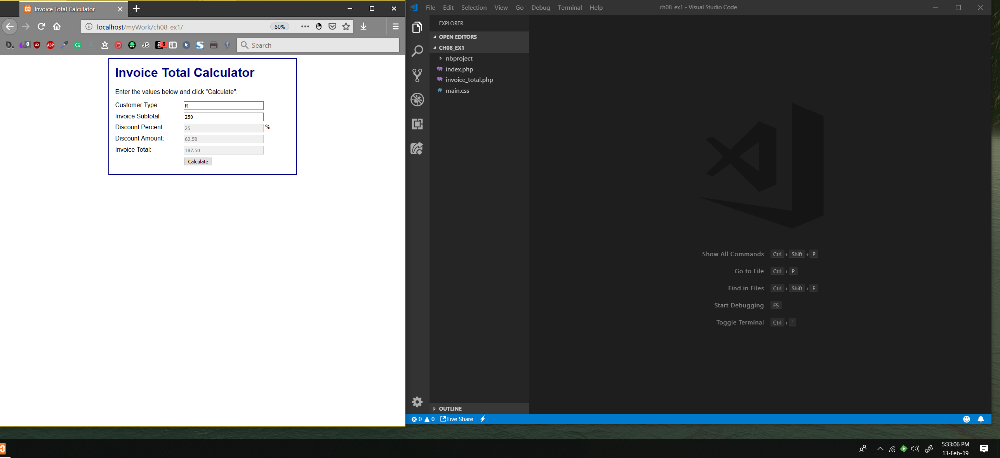 Invoice Total Calculator
localhost/myWork/ch08_ex1/
80%
D. 0 ABP G JS a 8 S f
Search
Invoice Total Calculator
Enter the values below and click "Calculate".
Customer Type: R
Invoice Subtotal: 250
Discount Percent: 25 %
Discount Amount: 62.50
Invoice Total: 187.50
Calculate
File Edit Selection View Go Debug Terminal Help
ch08_ex1 - Visual Studio Code
EXPLORER
OPEN EDITORS
CH08_EX1
nbproject
index.php
invoice_total.php
# main.css
Show All Commands Ctrl + Shift + P
Go to File Ctrl + P
Find in Files Ctrl + Shift + F
Start Debugging F5
Toggle Terminal Ctrl + `
OUTLINE
0 0 Live Share
5:33:06 PM
13-Feb-19